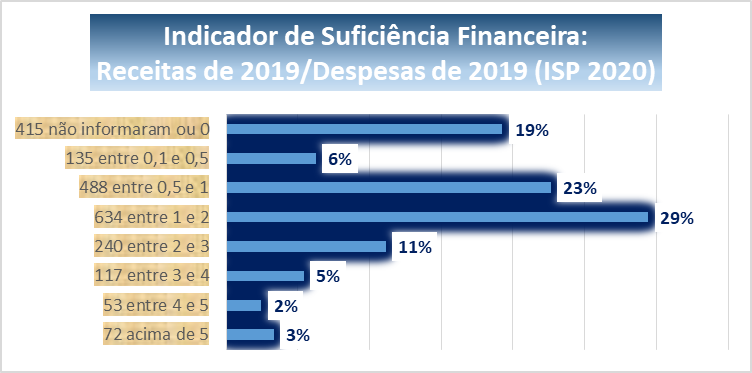 Indicador de Suficiência Financeira:
Receitas de 2019/Despesas de 2019 (ISP 2020)
415 não informaram ou 0 19%
135 entre 0,1 e 0,5 6%
488 entre 0,5 e 1 23%
634 entre 1 e 2 29%
240 entre 2 e 3 11%
117 entre 3 e 4 5%
53 entre 4 e 5 2%
72 acima de 5 3%